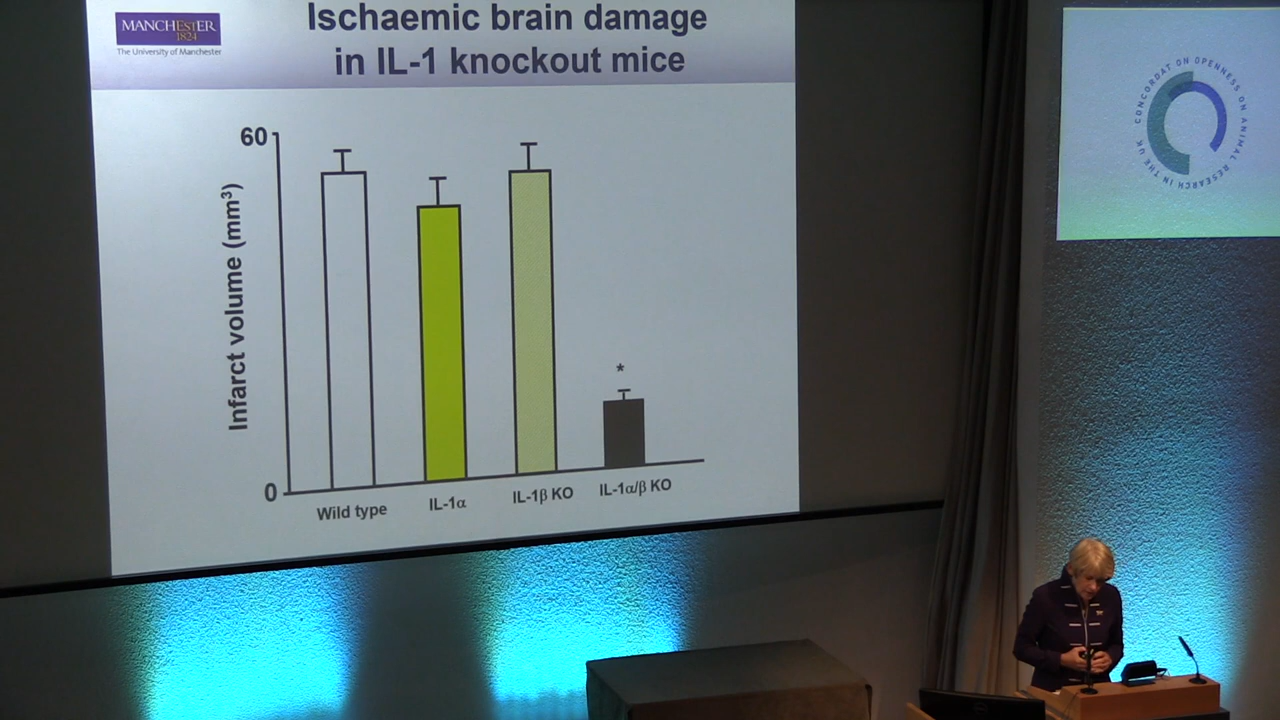 MANCHESTER
1824
The University of Manchester
Ischaemic brain damage
in IL-1 knockout mice
60
Infarct volume (mm³)
0
Wild type
IL-1α
IL-1β KO
IL-1α/β KO
*
CONCORDAT ON OPENNESS ON ANIMAL RESEARCH IN THE UK